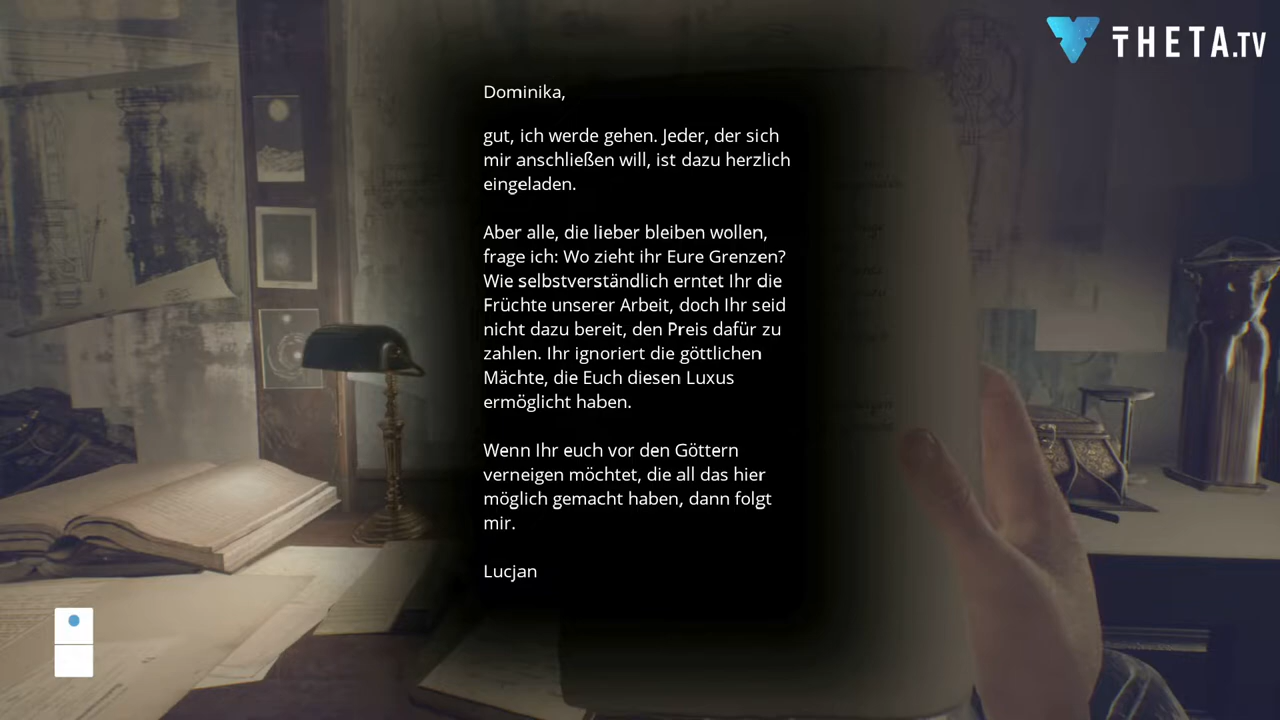 THETA.TV
Dominika,
gut, ich werde gehen. Jeder, der sich
mir anschließen will, ist dazu herzlich
eingeladen.
Aber alle, die lieber bleiben wollen,
frage ich: Wo zieht ihr Eure Grenzen?
Wie selbstverständlich erntet Ihr die
Früchte unserer Arbeit, doch Ihr seid
nicht dazu bereit, den Preis dafür zu
zahlen. Ihr ignoriert die göttlichen
Mächte, die Euch diesen Luxus
ermöglicht haben.
Wenn Ihr euch vor den Göttern
verneigen möchtet, die all das hier
möglich gemacht haben, dann folgt
mir.
Lucjan